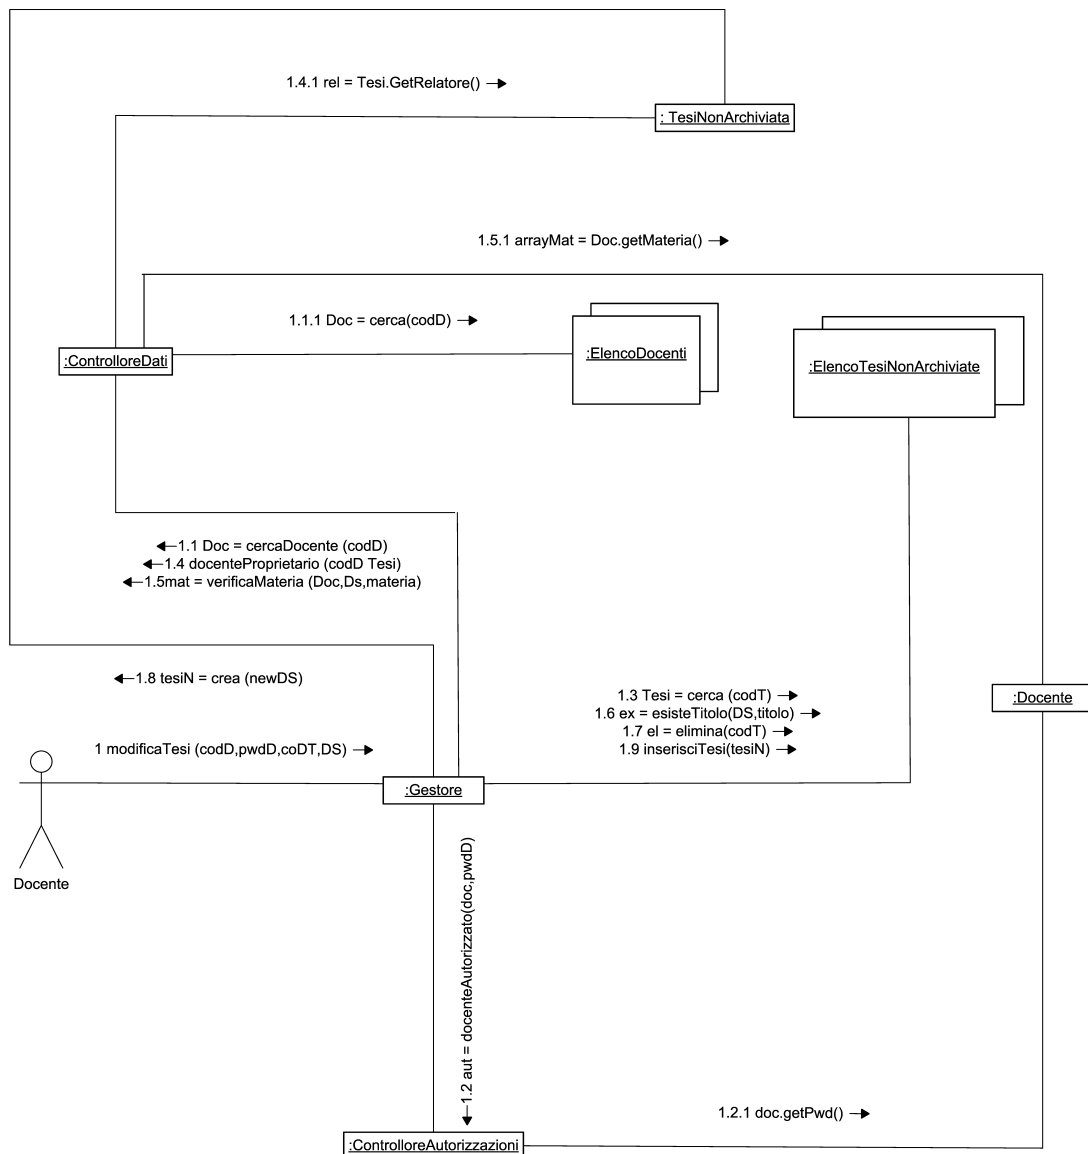 1.4.1 rel = Tesi.GetRelatore()
: TesiNonArchiviata
1.5.1 arrayMat = Doc.getMateria()
1.1.1 Doc = cerca(codD)
:ControlloreDati
:ElencoDocenti
:ElencoTesiNonArchiviate
1.1 Doc = cercaDocente (codD)
1.4 docenteProprietario (codD Tesi)
1.5mat = verificaMateria (Doc,Ds,materia)
1.8 tesiN = crea (newDS)
1.3 Tesi = cerca (codT)
1.6 ex = esisteTitolo(DS,titolo)
1.7 el = elimina(codT)
1.9 inserisciTesi(tesiN)
:Docente
1 modificaTesi (codD,pwdD,coDT,DS)
:Gestore
Docente
1.2 aut = docenteAutorizzato(doc,pwdD)
1.2.1 doc.getPwd()
:ControlloreAutorizzazioni